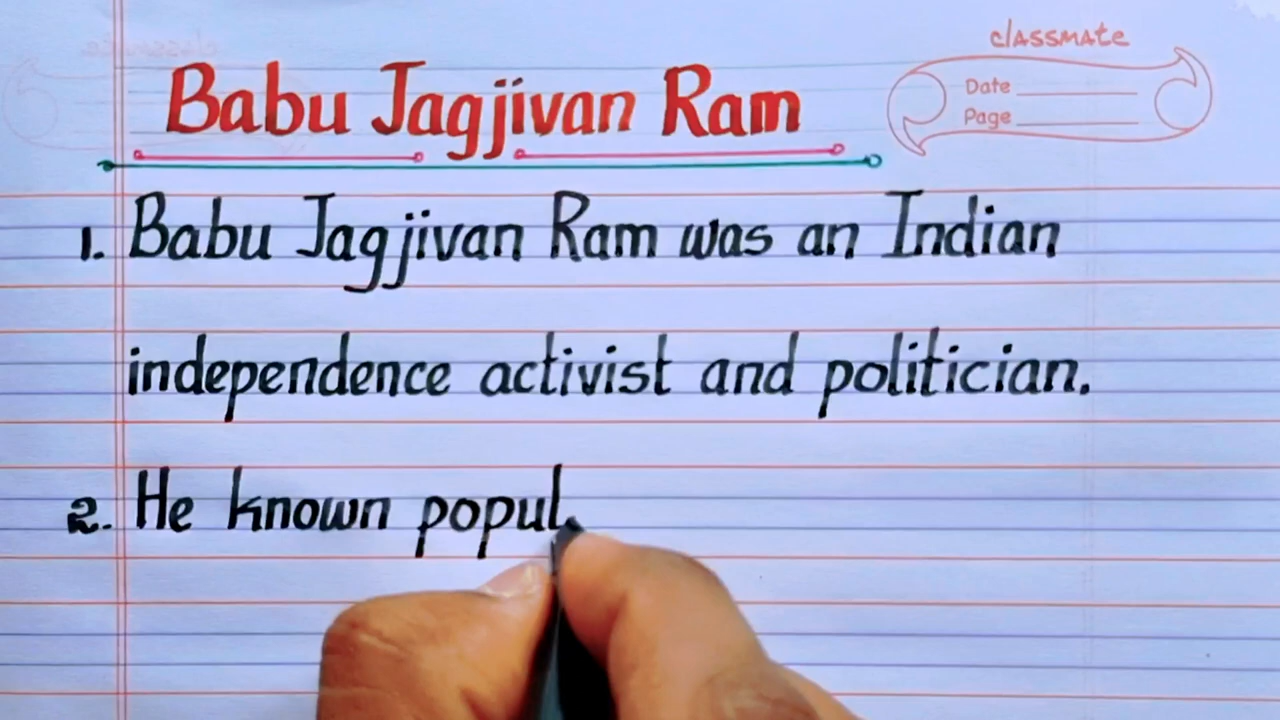 classmate
Babu Jagjivan Ram
Date
Page
1. Babu Jagjivan Ram was an Indian
independence activist and politician.
2. He known popul